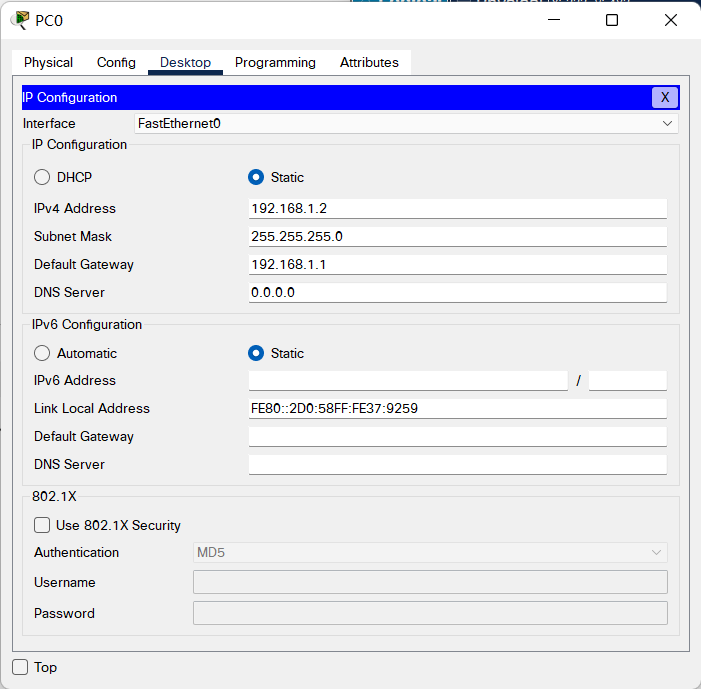 PC0
Physical Config Desktop Programming Attributes
IP Configuration X
Interface FastEthernet0
IP Configuration
DHCP Static
IPv4 Address 192.168.1.2
Subnet Mask 255.255.255.0
Default Gateway 192.168.1.1
DNS Server 0.0.0.0
IPv6 Configuration
Automatic Static
IPv6 Address /
Link Local Address FE80::2D0:58FF:FE37:9259
Default Gateway
DNS Server
802.1X
Use 802.1X Security
Authentication MD5
Username
Password
Top